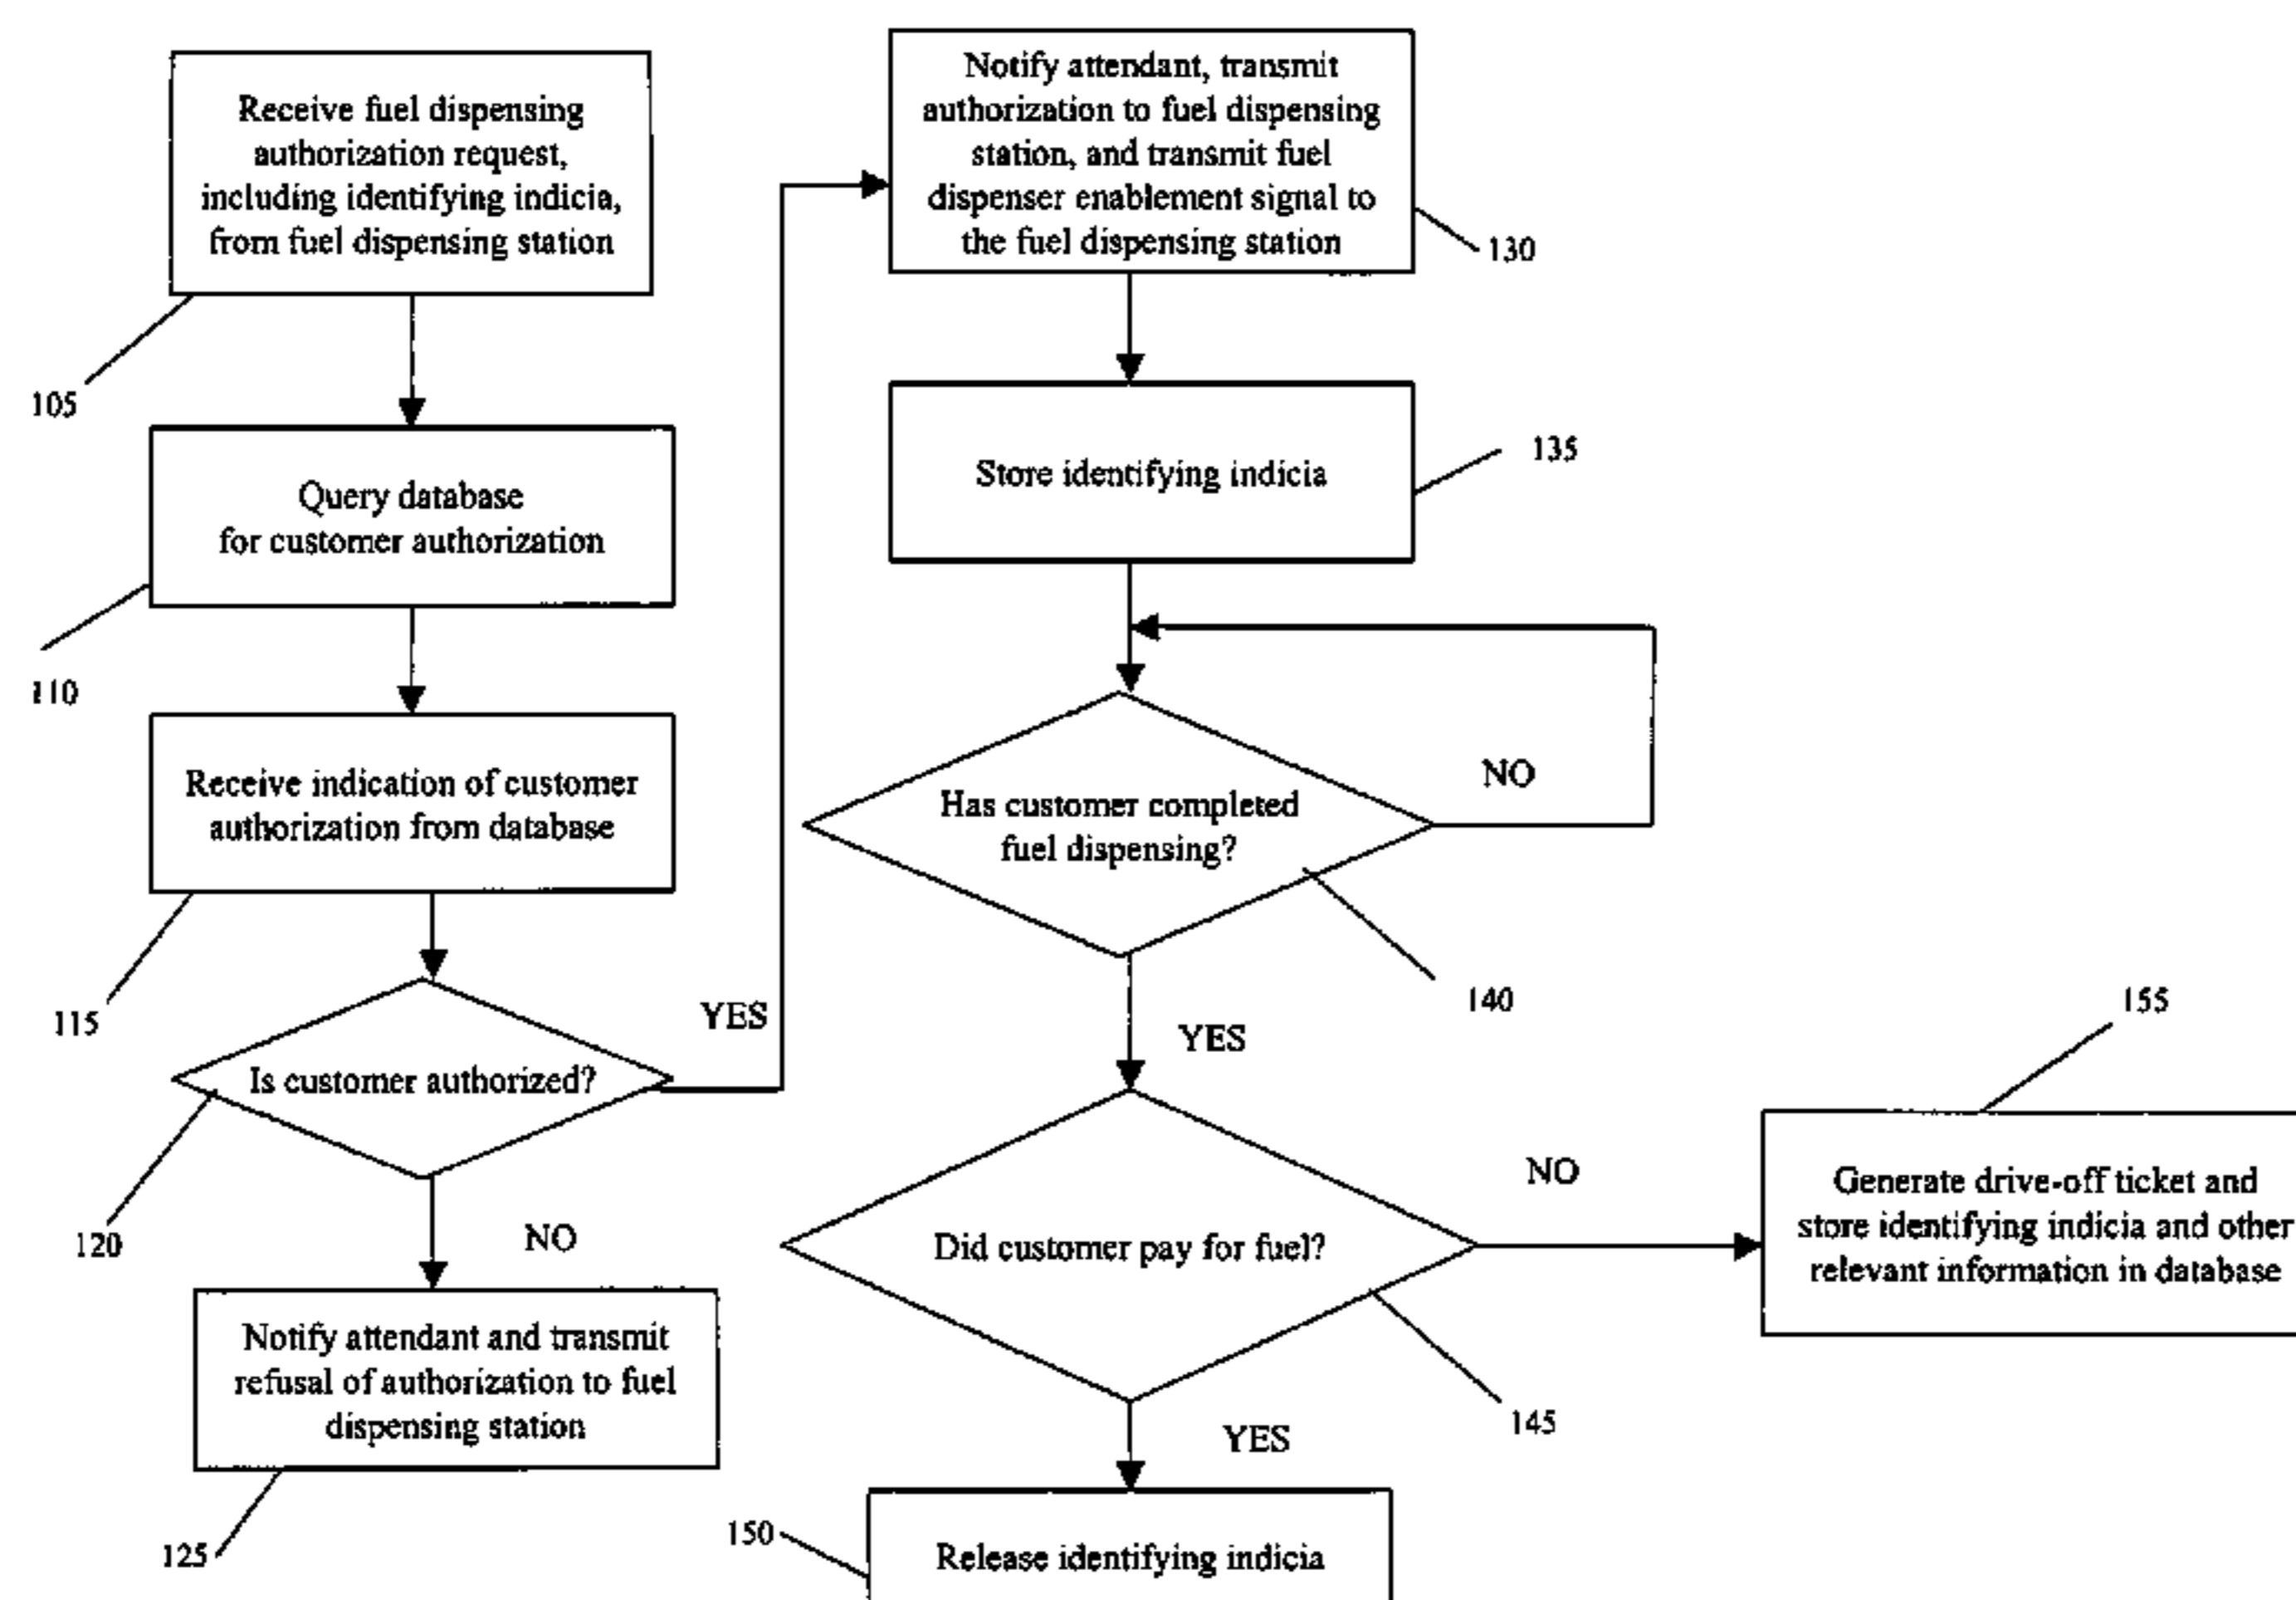 Receive fuel dispensing
authorization request,
including identifying indicia,
from fuel dispensing station
105
Query database
for customer authorization
110
Receive indication of customer
authorization from database
115
Is customer authorized?
YES
120
NO
Notify attendant and transmit
refusal of authorization to fuel
dispensing station
125
Notify attendant, transmit
authorization to fuel dispensing
station, and transmit fuel
dispenser enablement signal to
the fuel dispensing station
130
Store identifying indicia
135
Has customer completed
fuel dispensing?
NO
140
YES
Did customer pay for fuel?
NO
145
YES
150
Release identifying indicia
155
Generate drive-off ticket and
store identifying indicia and other
relevant information in database